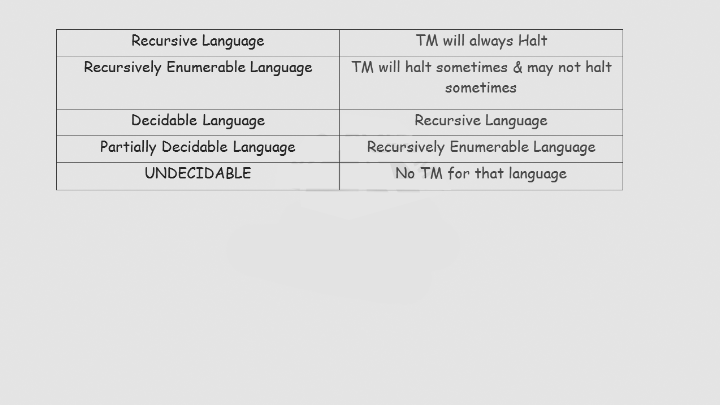 Recursive Language
TM will always Halt
Recursively Enumerable Language
TM will halt sometimes & may not halt
sometimes
Decidable Language
Recursive Language
Partially Decidable Language
Recursively Enumerable Language
UNDECIDABLE
No TM for that language